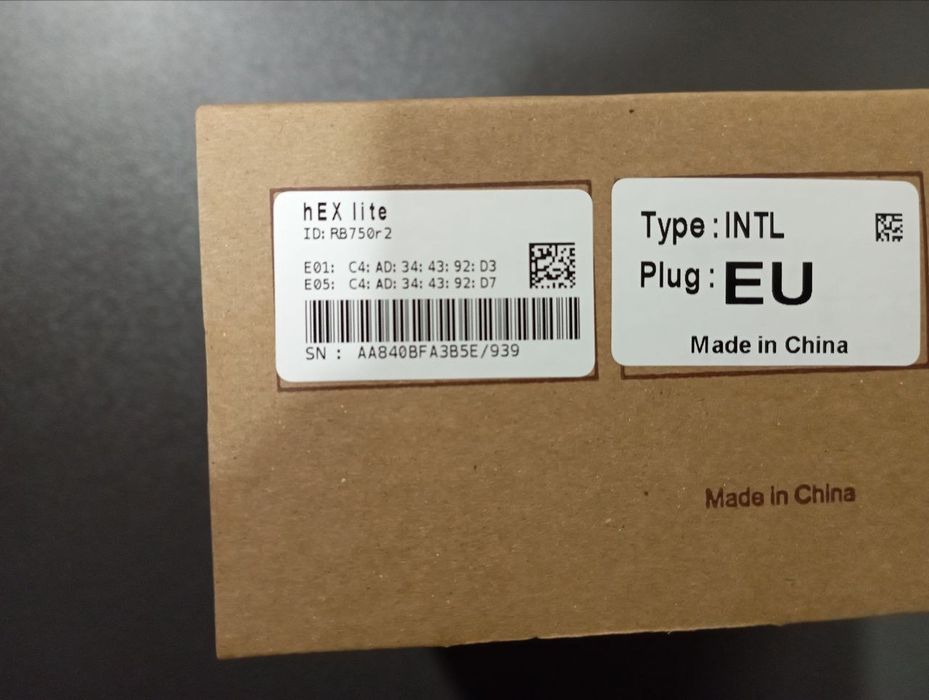 hEX lite
ID: RB750r2
E01: C4: AD: 34: 43: 92: D3
E05: C4: AD: 34: 43: 92: D7
SN : AA840BFA3B5E/939
Type : INTL
Plug : EU
Made in China
Made in China